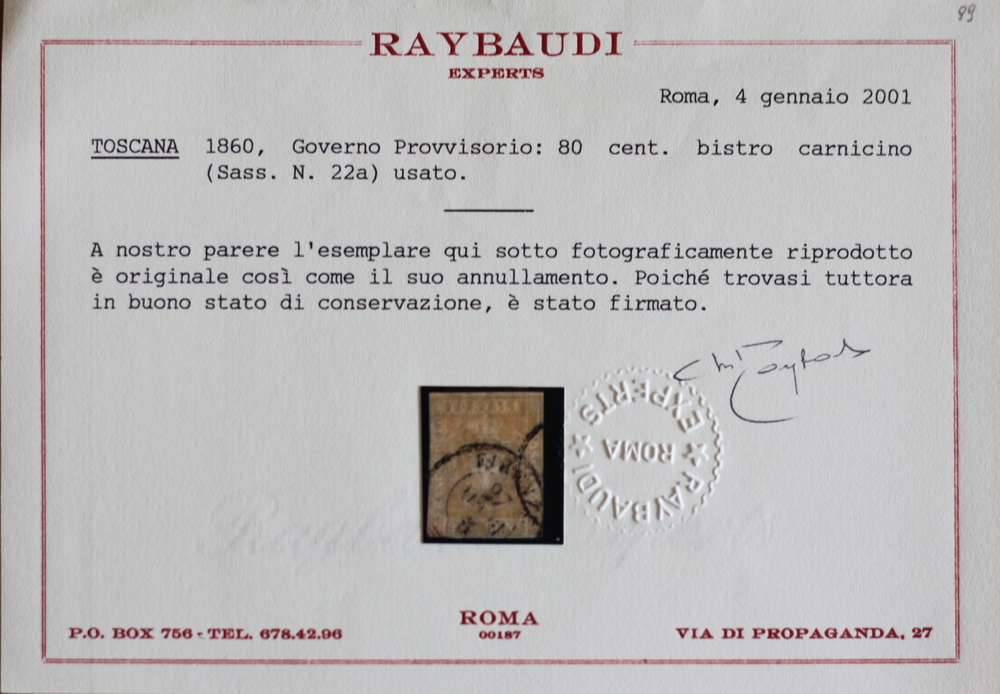 99
RAYBAUDI
EXPERTS
Roma, 4 gennaio 2001
TOSCANA 1860, Governo Provvisorio: 80 cent. bistro carnicino
(Sass. N. 22a) usato.
A nostro parere l'esemplare qui sotto fotograficamente riprodotto
è originale così come il suo annullamento. Poiché trovasi tuttora
in buono stato di conservazione, è stato firmato.
RAYBAUDI ☆ EXPERTS ☆
ROMA
ROMA
00187
P.O. BOX 756 - TEL. 678.42.96
VIA DI PROPAGANDA, 27